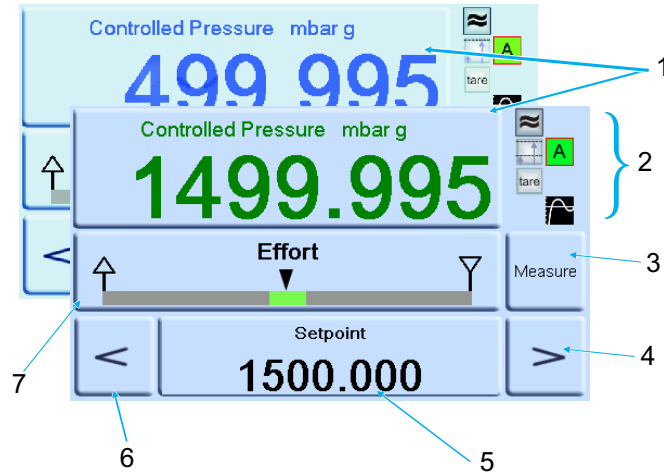 Controlled Pressure mbar g
499.995
A
tare
1
Controlled Pressure mbar g
1499.995
A
tare
2
Effort
Measure
3
<
Setpoint
1500.000
>
4
<
7
6
5